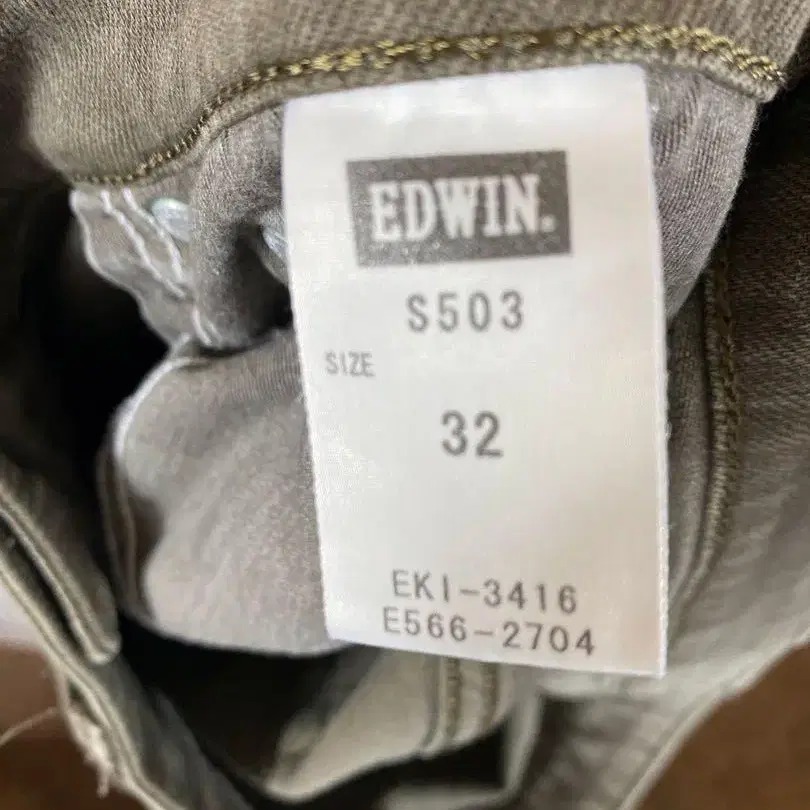 EDWIN.
S503
SIZE
32
EKI-3416
E566-2704